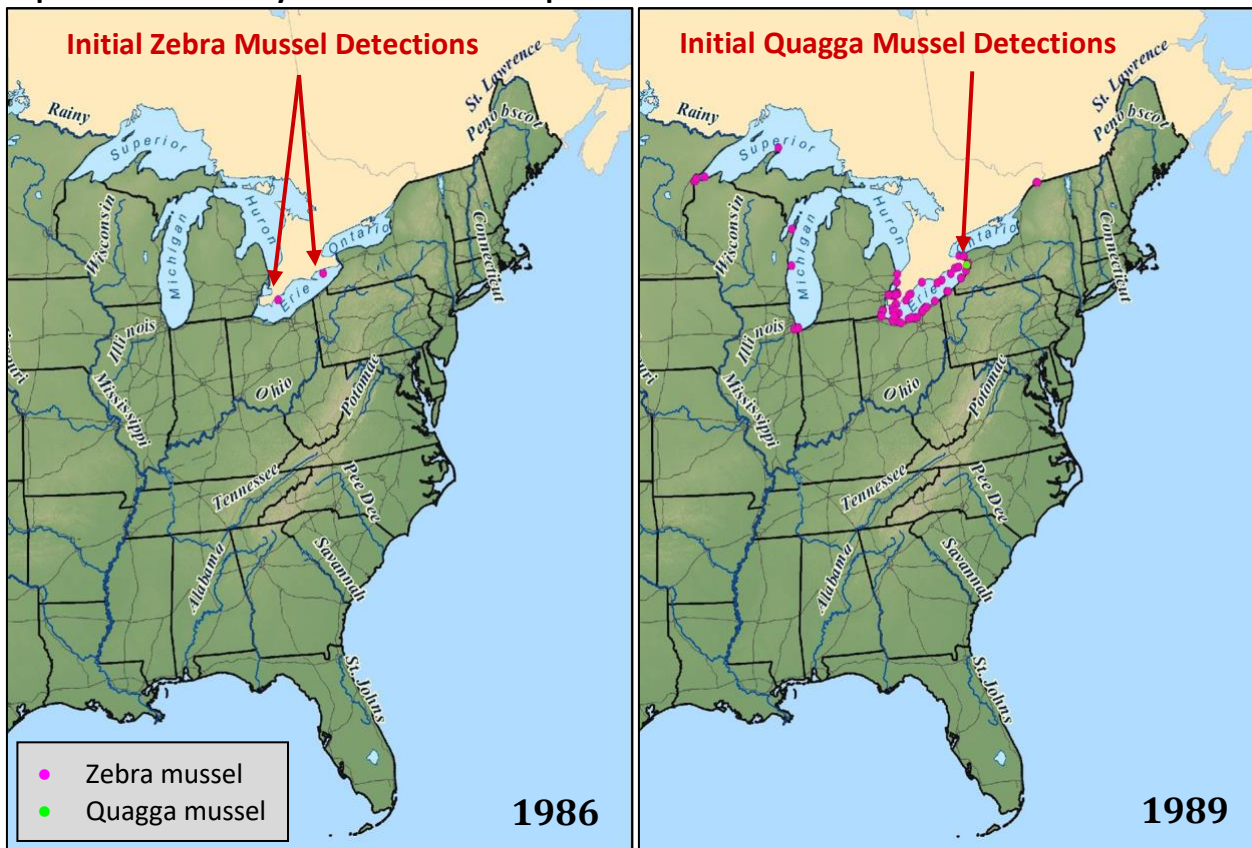 Initial Zebra Mussel Detections
Rainy
Superior
St. Lawrence
Penobscot
Wisconsin
Michigan
Huron
Ontario
Erie
Connecticut
Illinois
Mississippi
Ohio
Potomac
Tennessee
Pee Dee
Alabama
Savannah
St. Johns
Zebra mussel
Quagga mussel
1986
Initial Quagga Mussel Detections
Rainy
Superior
St. Lawrence
Penobscot
Wisconsin
Michigan
Huron
Ontario
Erie
Connecticut
Illinois
Mississippi
Ohio
Potomac
Tennessee
Pee Dee
Alabama
Savannah
St. Johns
1989